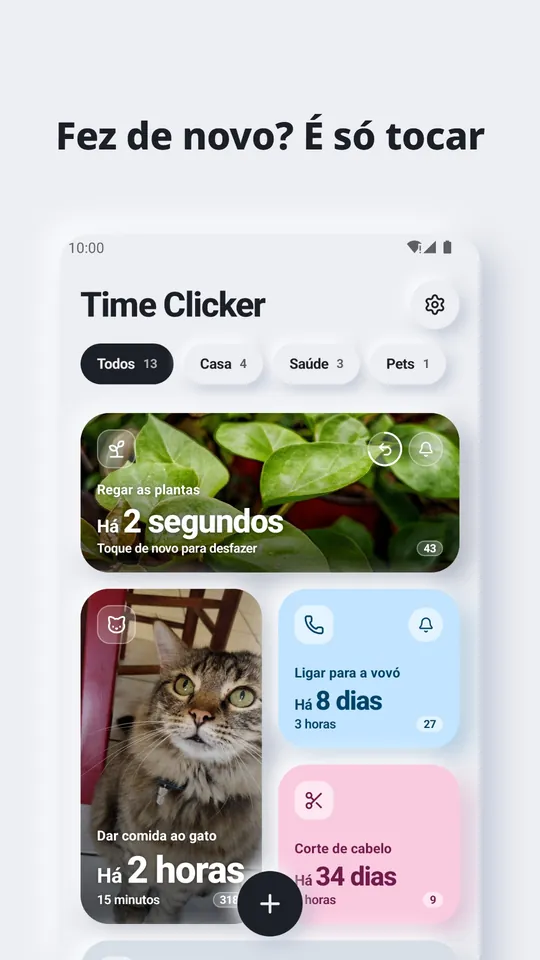 Fez de novo? É só tocar
10:00
Time Clicker
Todos 13
Casa 4
Saúde 3
Pets 1
Regar as plantas
Há 2 segundos
Toque de novo para desfazer
43
Dar comida ao gato
Há 2 horas
15 minutos
318
Ligar para a vovó
Há 8 dias
3 horas
27
Corte de cabelo
Há 34 dias
horas
9